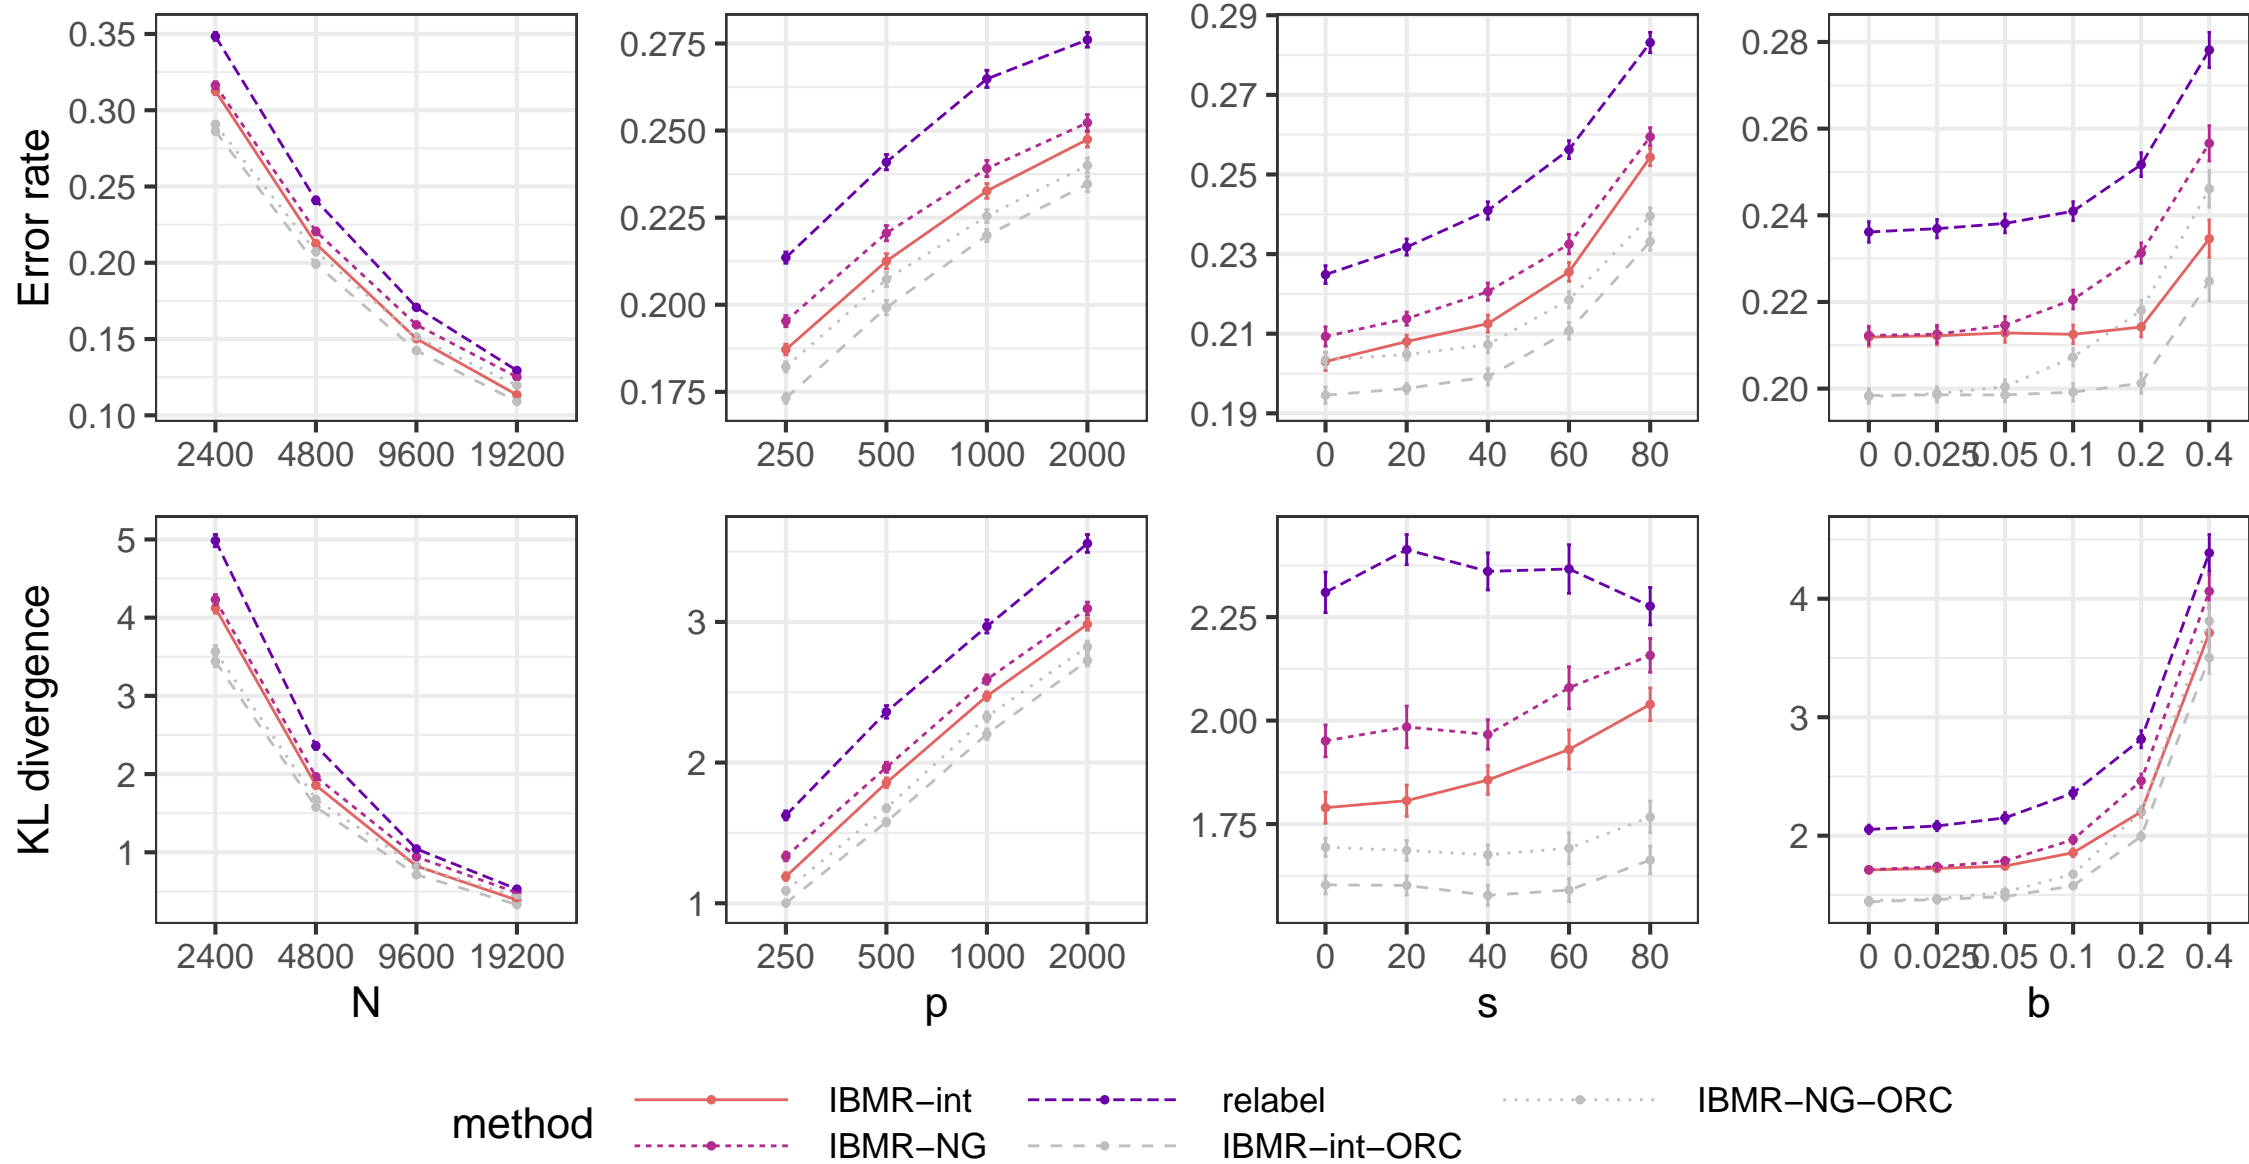 Error rate
0.35
0.30
0.25
0.20
0.15
0.10
2400 4800 9600 19200
0.275
0.250
0.225
0.200
0.175
250 500 1000 2000
0.29
0.27
0.25
0.23
0.21
0.19
0 20 40 60 80
0.28
0.26
0.24
0.22
0.20
0 0.025 0.05 0.1 0.2 0.4
KL divergence
5
4
3
2
1
2400 4800 9600 19200
N
3
2
1
250 500 1000 2000
p
2.25
2.00
1.75
0 20 40 60 80
s
4
3
2
0 0.025 0.05 0.1 0.2 0.4
b
method
IBMR−int
relabel
IBMR−NG−ORC
IBMR−NG
IBMR−int−ORC